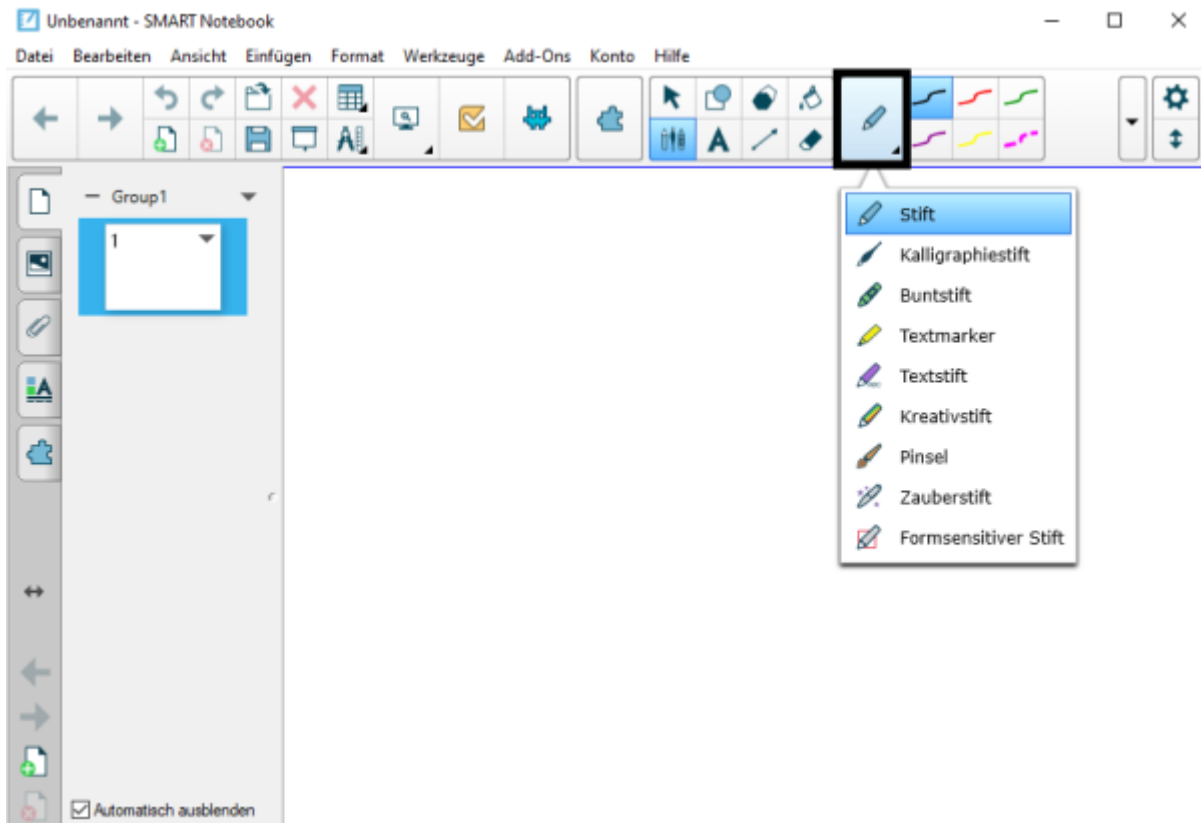 Unbenannt - SMART Notebook
Datei Bearbeiten Ansicht Einfügen Format Werkzeuge Add-Ons Konto Hilfe
Group1
1
Stift
Kalligraphiestift
Buntstift
Textmarker
Textstift
Kreativstift
Pinsel
Zauberstift
Formsensitiver Stift
Automatisch ausblenden